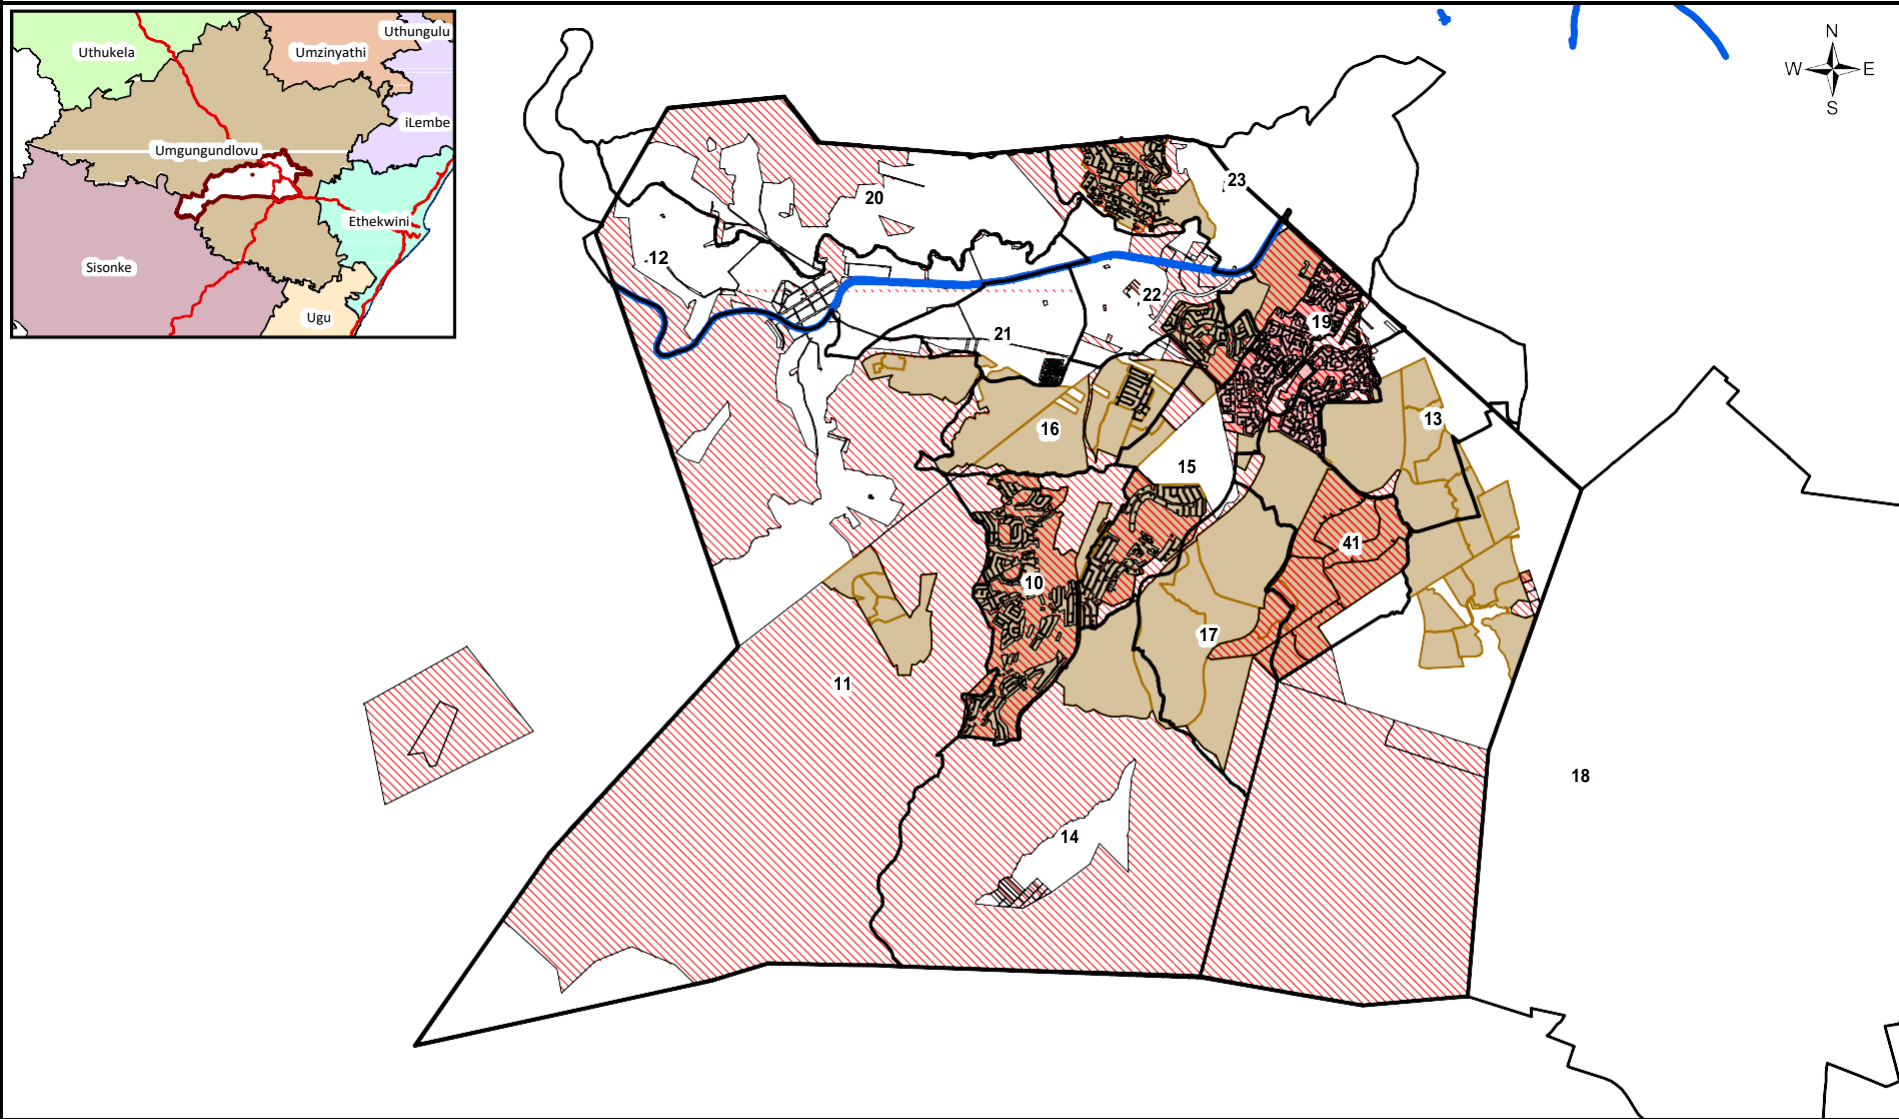 Uthungulu
Uthukela
Umzinyathi
iLembe
Umgungundlovu
Ethekwini
Sisonke
Ugu
N
W E
S
23
20
12
22
19
21
13
16
15
41
10
17
11
18
14